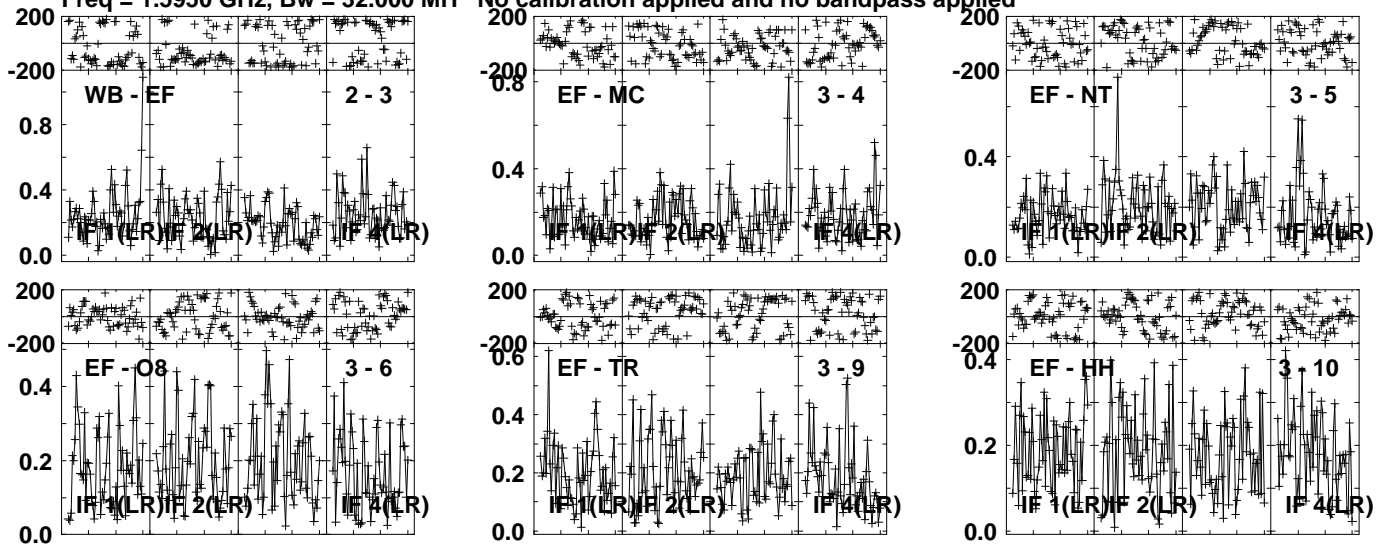 Freq = 1.5950 GHz, Bw = 32.000 MH No calibration applied and no bandpass applied
200
-200
WB - EF 2 - 3
0.8
0.4
0.0
IF 1(LR) IF 2(LR) IF 4(LR)
200
-200
0.8
EF - MC 3 - 4
0.4
0.0
IF 1(LR) IF 2(LR) IF 4(LR)
200
-200
EF - NT 3 - 5
0.4
0.0
IF 1(LR) IF 2(LR) IF 4(LR)
200
-200
EF - O8 3 - 6
0.4
0.2
0.0
IF 1(LR) IF 2(LR) IF 4(LR)
200
-200
0.6
EF - TR 3 - 9
0.4
0.2
0.0
IF 1(LR) IF 2(LR) IF 4(LR)
200
-200
0.4
EF - HH 3 - 10
0.2
0.0
IF 1(LR) IF 2(LR) IF 4(LR)